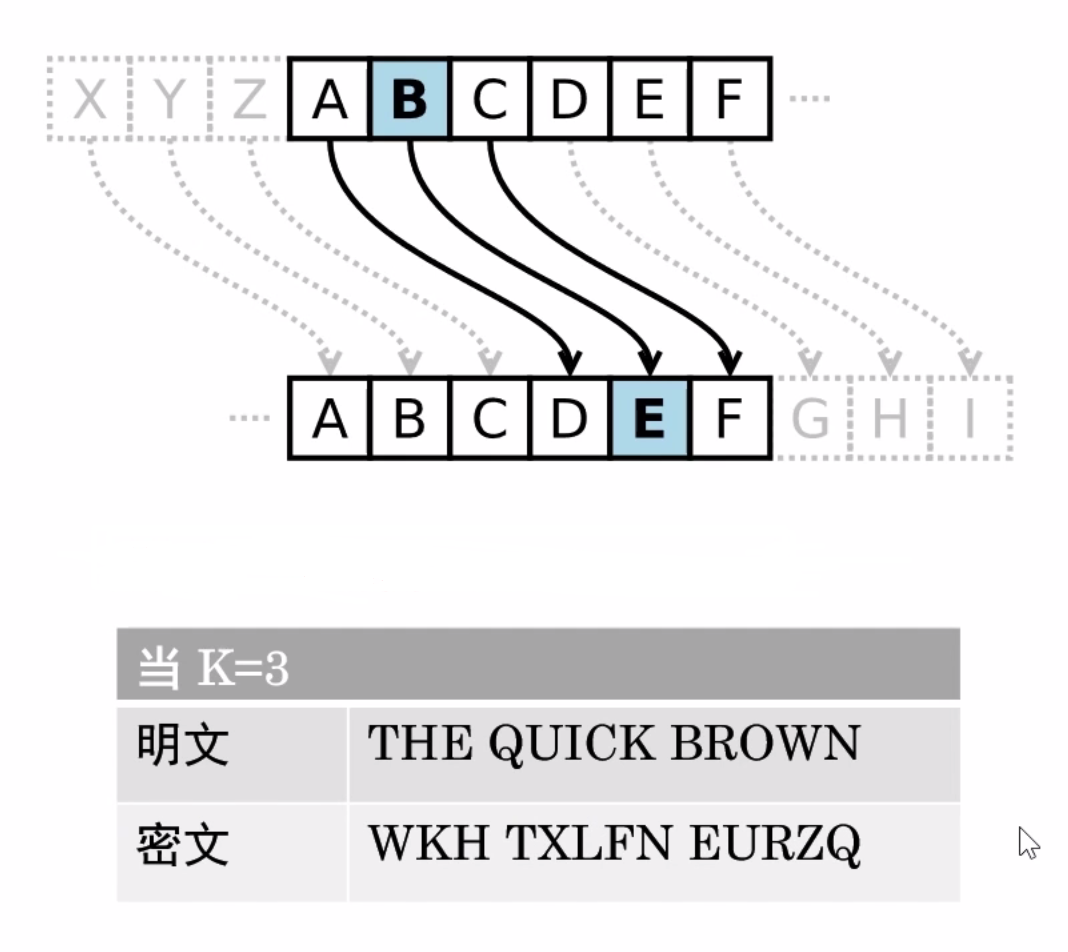 X Y Z A B C D E F ....
.... A B C D E F G H I
当 K=3
明文 THE QUICK BROWN
密文 WKH TXLFN EURZQ